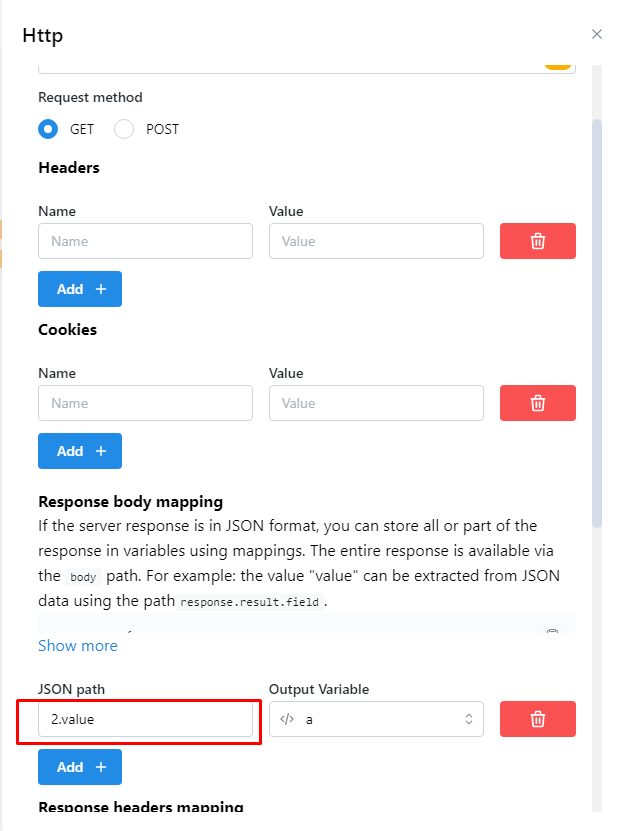 Http
Request method
GET POST
Headers
Name Value
Name Value
Add +
Cookies
Name Value
Name Value
Add +
Response body mapping
If the server response is in JSON format, you can store all or part of the
response in variables using mappings. The entire response is available via
the body path. For example: the value "value" can be extracted from JSON
data using the path response.result.field .
Show more
JSON path Output Variable
2.value </> a
Add +
Response headers mapping